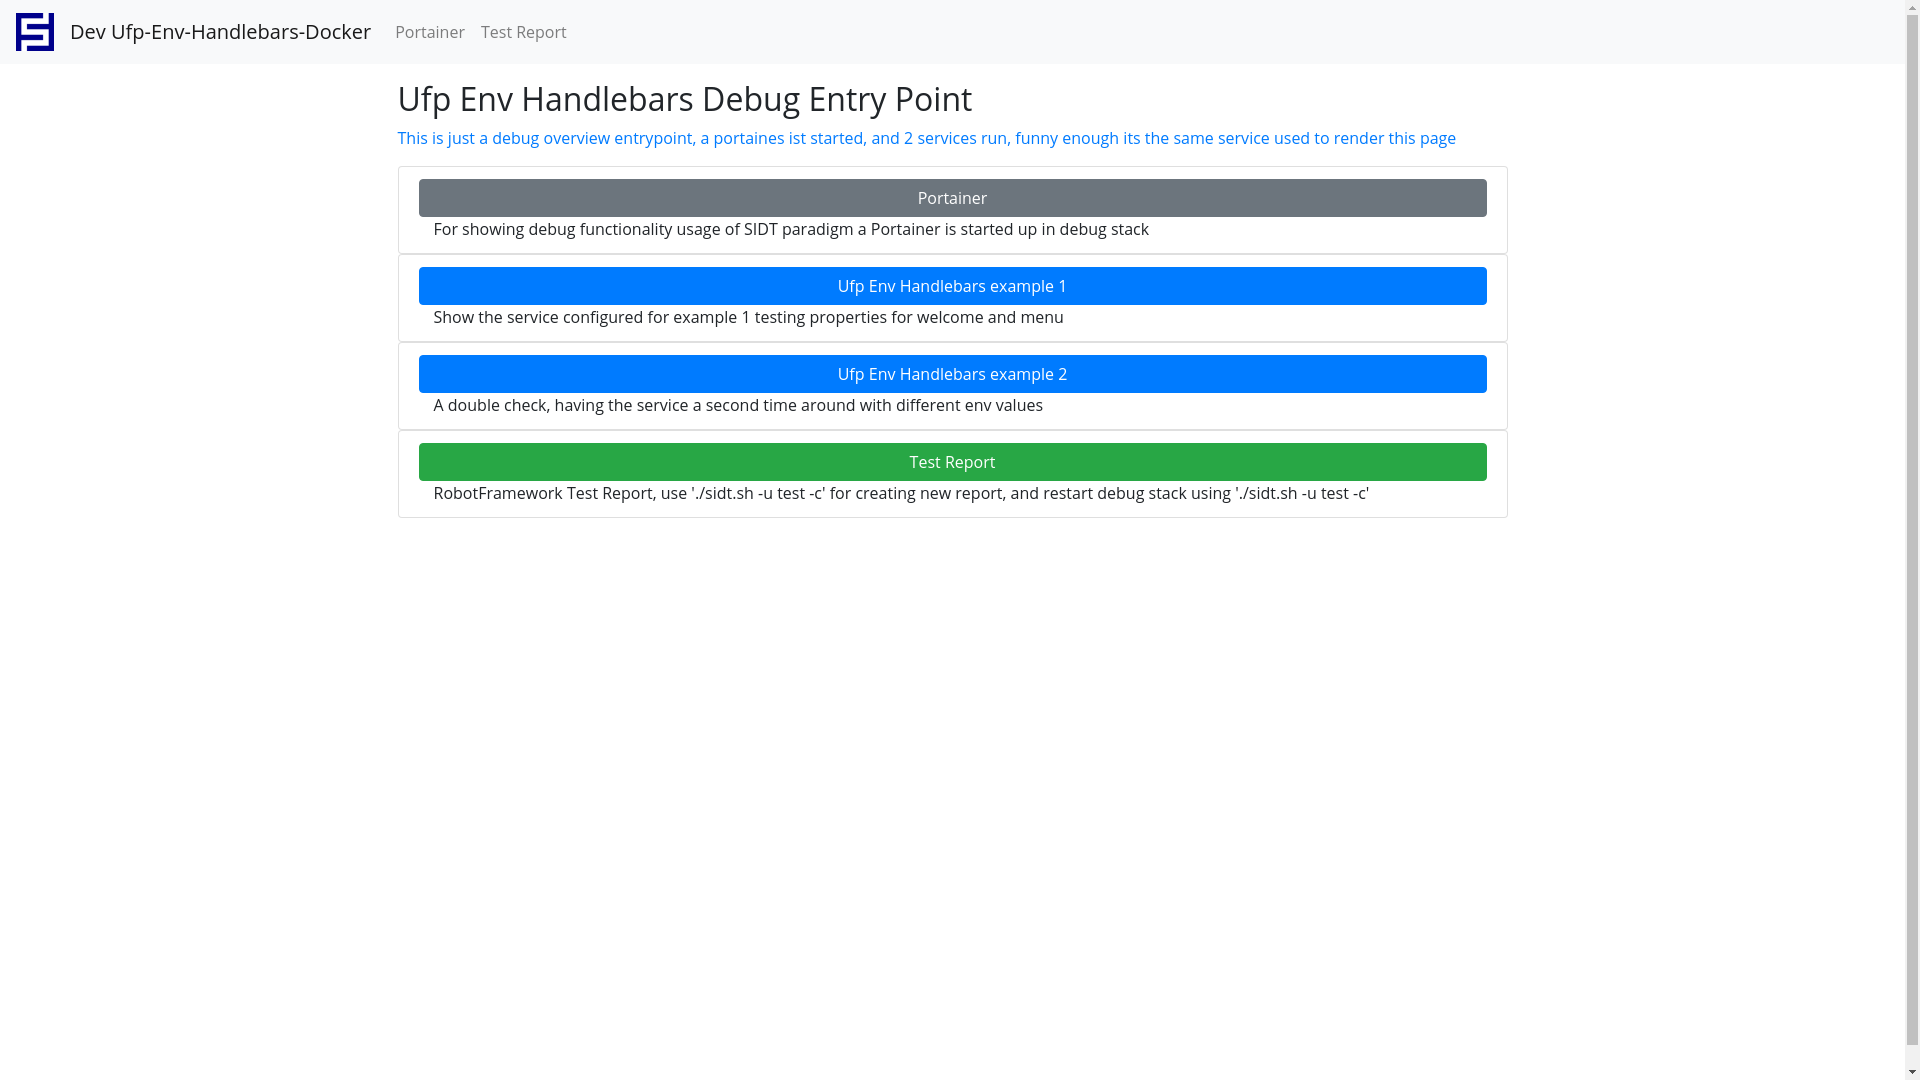 Dev Ufp-Env-Handlebars-Docker Portainer Test Report
Ufp Env Handlebars Debug Entry Point
This is just a debug overview entrypoint, a portaines ist started, and 2 services run, funny enough its the same service used to render this page
Portainer
For showing debug functionality usage of SIDT paradigm a Portainer is started up in debug stack
Ufp Env Handlebars example 1
Show the service configured for example 1 testing properties for welcome and menu
Ufp Env Handlebars example 2
A double check, having the service a second time around with different env values
Test Report
RobotFramework Test Report, use './sidt.sh -u test -c' for creating new report, and restart debug stack using './sidt.sh -u test -c'